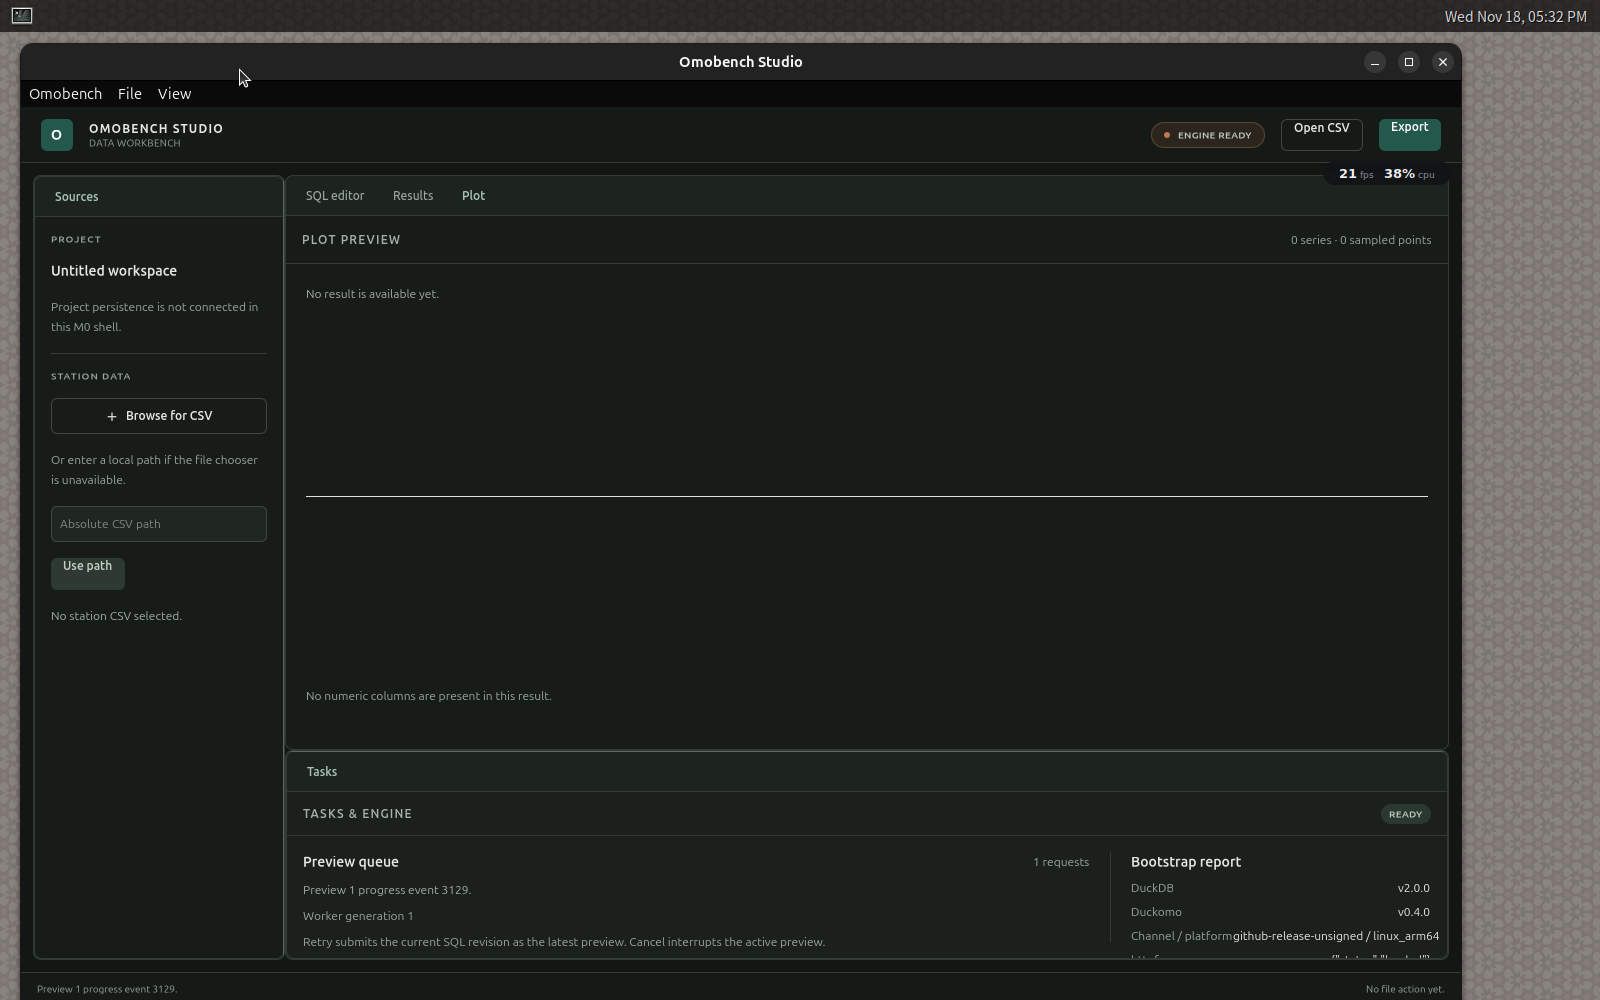 Wed Nov 18, 05:32 PM
Omobench Studio
Omobench File View
O
OMOBENCH STUDIO
DATA WORKBENCH
ENGINE READY
Open CSV
Export
21 fps 38% cpu
Sources
SQL editor Results Plot
PROJECT
PLOT PREVIEW
0 series · 0 sampled points
Untitled workspace
Project persistence is not connected in
this M0 shell.
No result is available yet.
STATION DATA
+ Browse for CSV
Or enter a local path if the file chooser
is unavailable.
Absolute CSV path
Use path
No station CSV selected.
No numeric columns are present in this result.
Tasks
TASKS & ENGINE
READY
Preview queue
1 requests
Preview 1 progress event 3129.
Worker generation 1
Retry submits the current SQL revision as the latest preview. Cancel interrupts the active preview.
Bootstrap report
DuckDB v2.0.0
Duckomo v0.4.0
Channel / platform github-release-unsigned / linux_arm64
Preview 1 progress event 3129.
No file action yet.